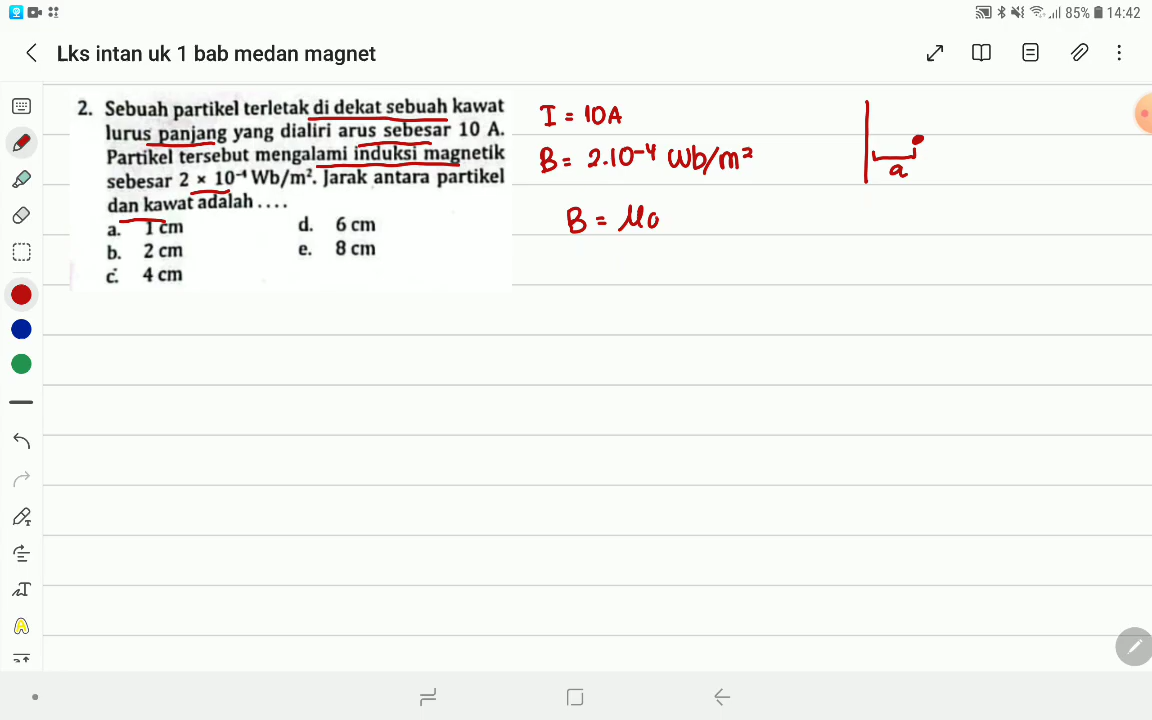 85% 14:42
Lks intan uk 1 bab medan magnet
2. Sebuah partikel terletak di dekat sebuah kawat
lurus panjang yang dialiri arus sebesar 10 A.
Partikel tersebut mengalami induksi magnetik
sebesar 2 × 10⁻⁴ Wb/m². Jarak antara partikel
dan kawat adalah . . . .
a. 1 cm
b. 2 cm
c. 4 cm
d. 6 cm
e. 8 cm
I = 10A
B = 2.10⁻⁴ Wb/m²
B = μ₀
a